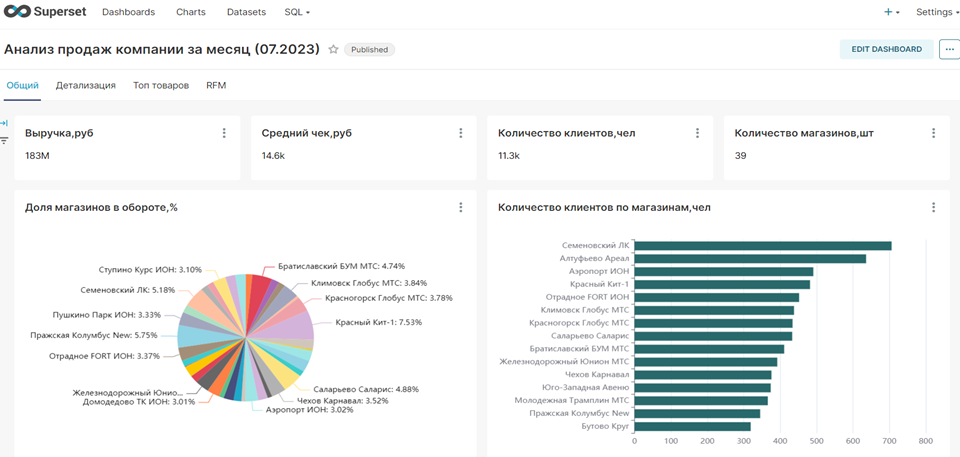 Superset Dashboards Charts Datasets SQL Settings
Анализ продаж компании за месяц (07.2023) Published EDIT DASHBOARD
Общий Детализация Топ товаров RFM
Выручка,руб
183M
Средний чек,руб
14.6k
Количество клиентов,чел
11.3k
Количество магазинов,шт
39
Доля магазинов в обороте,%
Братиславский БУМ МТС: 4.74%
Климовск Глобус МТС: 3.84%
Красногорск Глобус МТС: 3.78%
Красный Кит-1: 7.53%
Саларьево Саларис: 4.88%
Чехов Карнавал: 3.52%
Аэропорт ИОН: 3.02%
Домодедово ТК ИОН: 3.01%
Железнодорожный Юнио...
Отрадное FORT ИОН: 3.37%
Пражская Колумбус New: 5.75%
Пушкино Парк ИОН: 3.33%
Семеновский ЛК: 5.18%
Ступино Курс ИОН: 3.10%
Количество клиентов по магазинам,чел
Семеновский ЛК
Алтуфьево Ареал
Аэропорт ИОН
Красный Кит-1
Отрадное FORT ИОН
Климовск Глобус МТС
Красногорск Глобус МТС
Саларьево Саларис
Братиславский БУМ МТС
Железнодорожный Юнион МТС
Чехов Карнавал
Юго-Западная Авеню
Молодежная Трамплин МТС
Пражская Колумбус New
Бутово Круг
0 100 200 300 400 500 600 700 800